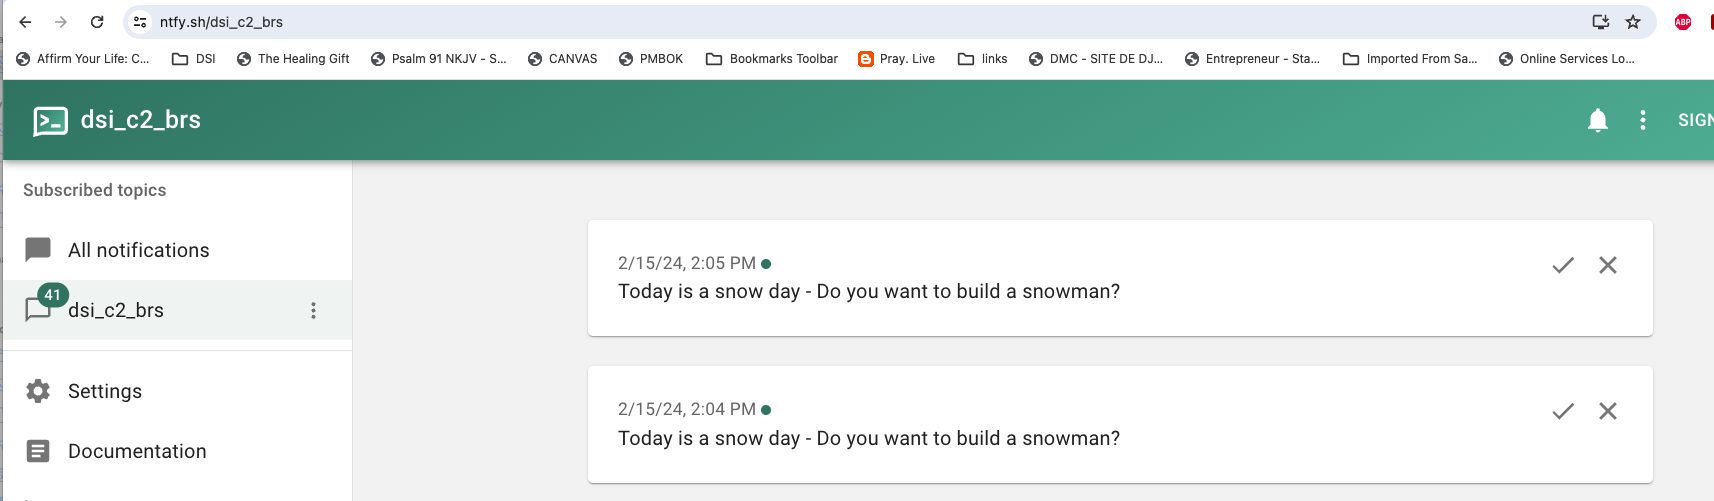 ntfy.sh/dsi_c2_brs
ABP
Affirm Your Life: C... DSI The Healing Gift Psalm 91 NKJV - S... CANVAS PMBOK Bookmarks Toolbar Pray. Live links DMC - SITE DE DJ... Entrepreneur - Sta... Imported From Sa... Online Services Lo...
dsi_c2_brs
SIGN
Subscribed topics
All notifications
41
dsi_c2_brs
Settings
Documentation
2/15/24, 2:05 PM
Today is a snow day - Do you want to build a snowman?
2/15/24, 2:04 PM
Today is a snow day - Do you want to build a snowman?